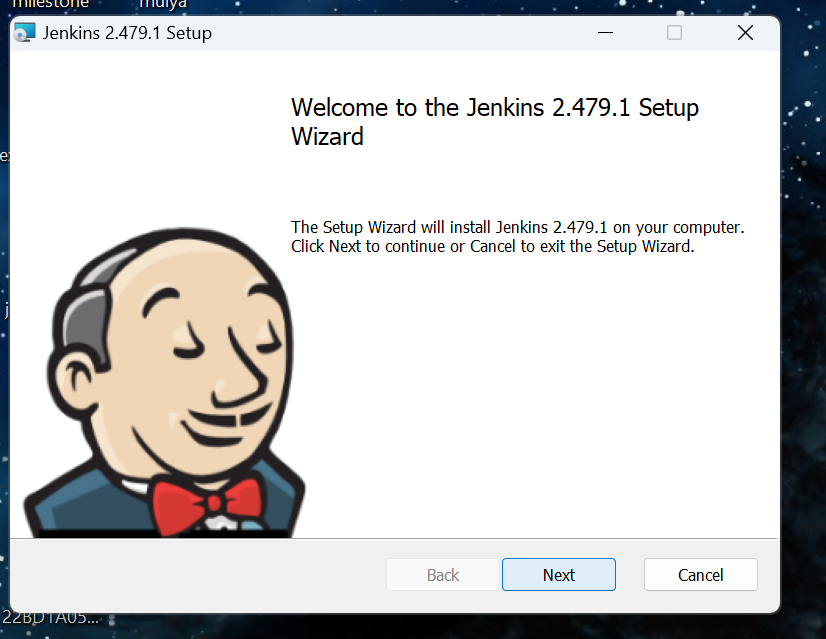 milestone mulya
Jenkins 2.479.1 Setup
Welcome to the Jenkins 2.479.1 Setup
Wizard
The Setup Wizard will install Jenkins 2.479.1 on your computer.
Click Next to continue or Cancel to exit the Setup Wizard.
Back Next Cancel
22BD1A05...